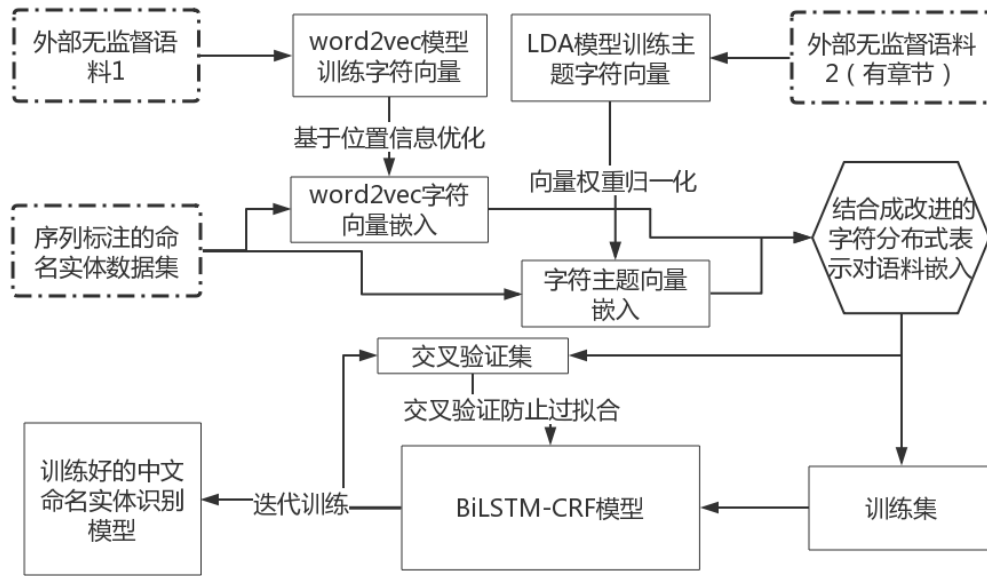 外部无监督语
料1
word2vec模型
训练字符向量
LDA模型训练主
题字符向量
外部无监督语料
2（有章节）
基于位置信息优化
向量权重归一化
序列标注的命
名实体数据集
word2vec字符
向量嵌入
字符主题向量
嵌入
结合成改进的
字符分布式表
示对语料嵌入
交叉验证集
交叉验证防止过拟合
训练好的中文
命名实体识别
模型
迭代训练
BiLSTM-CRF模型
训练集